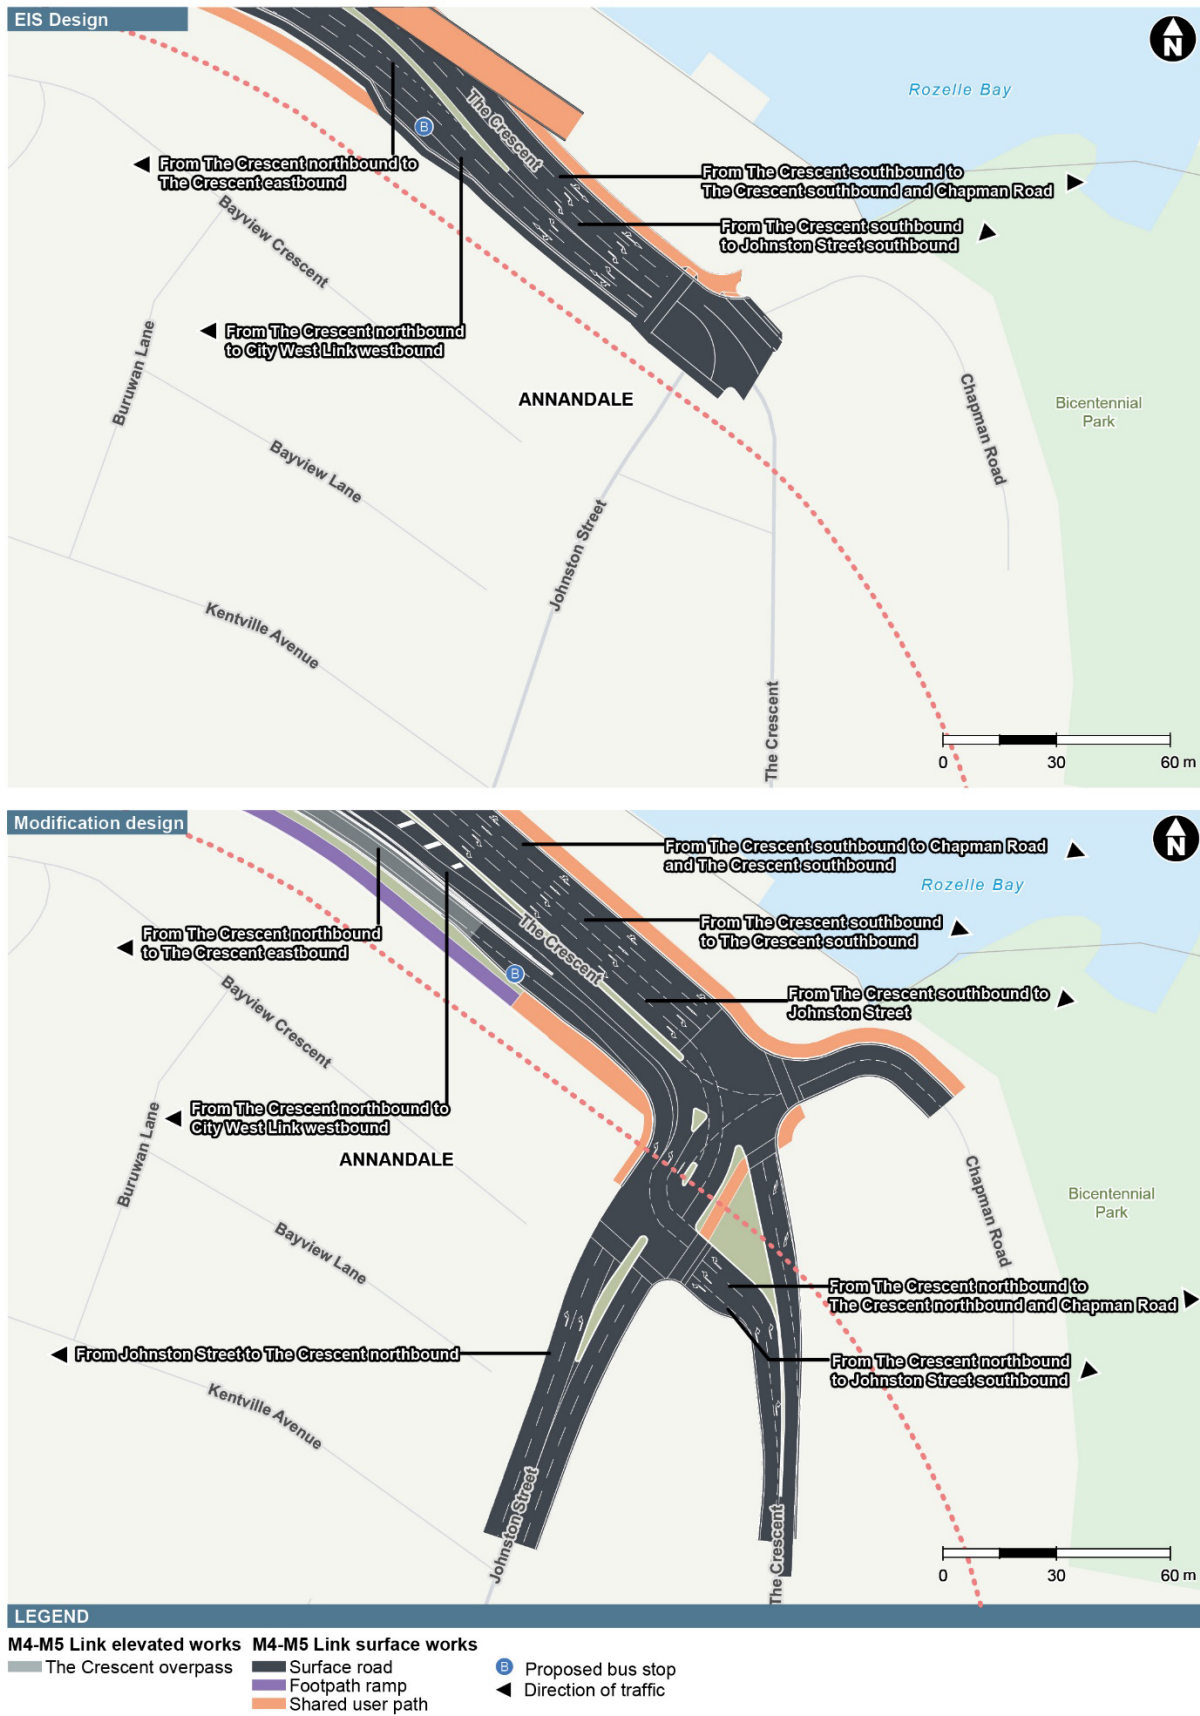 EIS Design
N
Rozelle Bay
The Crescent
B
From The Crescent northbound to
The Crescent eastbound
From The Crescent southbound to
The Crescent southbound and Chapman Road
Bayview Crescent
From The Crescent southbound
to Johnston Street southbound
From The Crescent northbound
to City West Link westbound
Buruwan Lane
ANNANDALE
Chapman Road
Bicentennial
Park
Bayview Lane
Johnston Street
Kentville Avenue
The Crescent
0 30 60 m
Modification design
N
From The Crescent southbound to Chapman Road
and The Crescent southbound
Rozelle Bay
From The Crescent northbound
to The Crescent eastbound
The Crescent
From The Crescent southbound
to The Crescent southbound
B
Bayview Crescent
From The Crescent southbound to
Johnston Street
From The Crescent northbound to
City West Link westbound
Buruwan Lane
ANNANDALE
Chapman Road
Bicentennial
Park
Bayview Lane
From The Crescent northbound to
The Crescent northbound and Chapman Road
From Johnston Street to The Crescent northbound
From The Crescent northbound
to Johnston Street southbound
Kentville Avenue
Johnston Street
The Crescent
0 30 60 m
LEGEND
M4-M5 Link elevated works
The Crescent overpass
M4-M5 Link surface works
Surface road
Footpath ramp
Shared user path
B Proposed bus stop
Direction of traffic